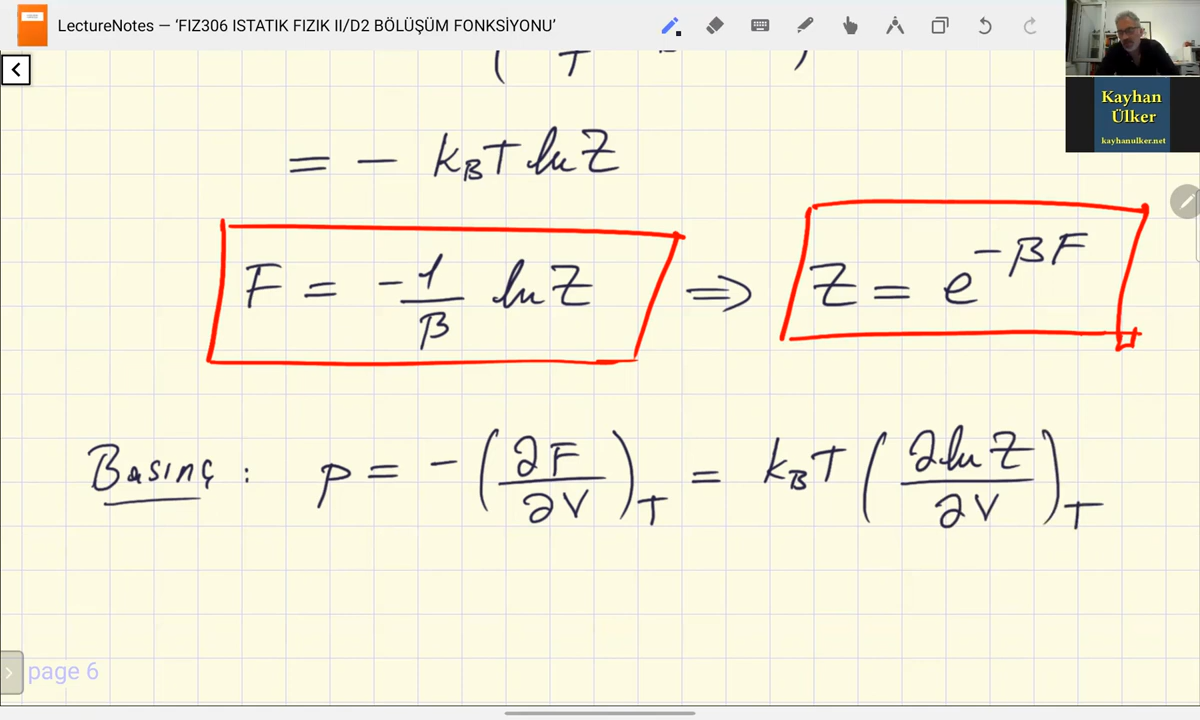 LectureNotes — ‘FIZ306 ISTATIK FIZIK II/D2 BÖLÜŞÜM FONKSİYONU’
Kayhan
Ülker
kayhanulker.net
( T )
= - k_B T ln Z
F = - 1/β ln Z ⇒ Z = e^{-βF}
Basınç : p = - (∂F/∂V)_T = k_B T (∂ ln Z/∂V)_T
page 6